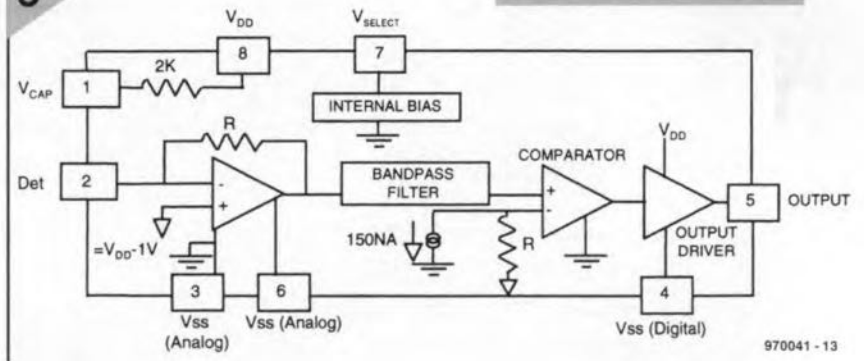 V_DD
V_SELECT
8
7
2K
V_CAP
1
INTERNAL BIAS
R
V_DD
COMPARATOR
Det
2
-
+
BANDPASS
FILTER
+
-
5
OUTPUT
=V_DD-1V
150NA
R
OUTPUT
DRIVER
3
6
4
Vss
(Analog)
Vss (Analog)
Vss (Digital)
970041 - 13